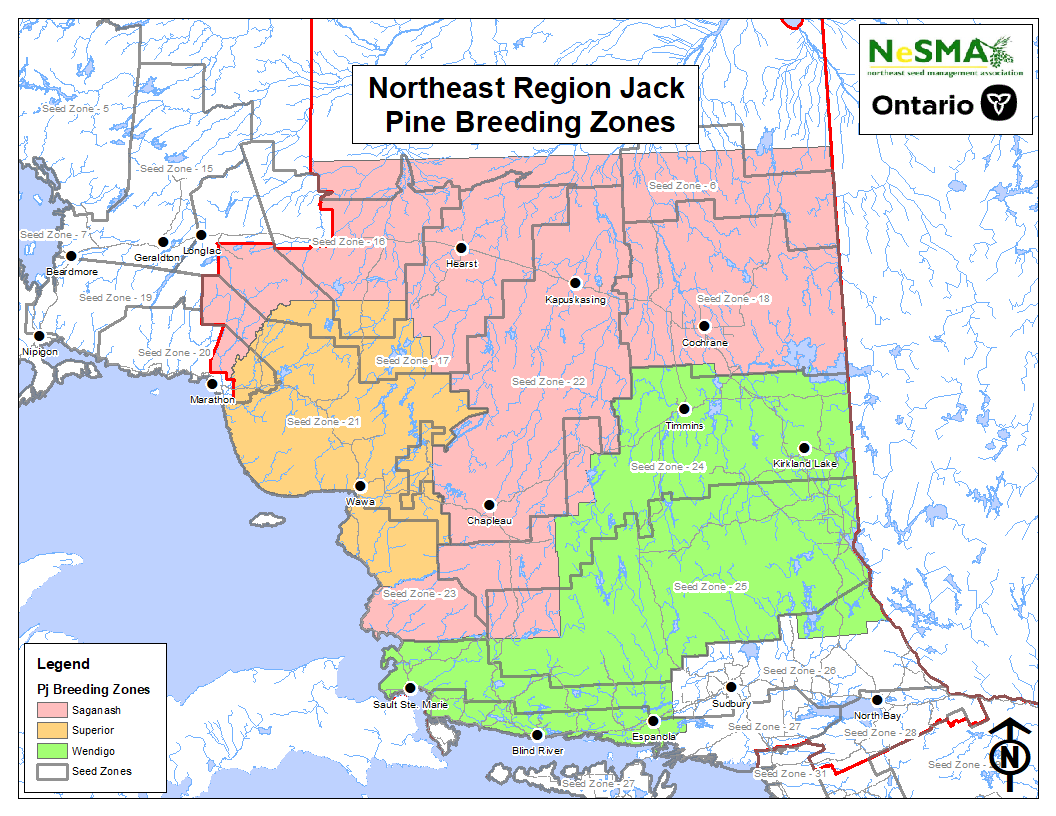 Northeast Region Jack
Pine Breeding Zones
NeSMA
northeast seed management association
Ontario
Seed Zone - 5
Seed Zone - 15
Seed Zone - 6
Seed Zone - 7
Longlac
Geraldton
Seed Zone - 16
Hearst
Beardmore
Seed Zone - 19
Kapuskasing
Seed Zone - 18
Cochrane
Nipigon
Seed Zone - 20
Seed Zone - 17
Seed Zone - 22
Marathon
Seed Zone - 21
Timmins
Kirkland Lake
Seed Zone - 24
Wawa
Chapleau
Seed Zone - 25
Seed Zone - 23
Seed Zone - 26
Sault Ste. Marie
Sudbury
North Bay
Seed Zone - 27
Seed Zone - 28
Espanola
Blind River
Seed Zone - 31
Seed Zone -
Seed Zone - 27
N
Legend
Pj Breeding Zones
Saganash
Superior
Wendigo
Seed Zones